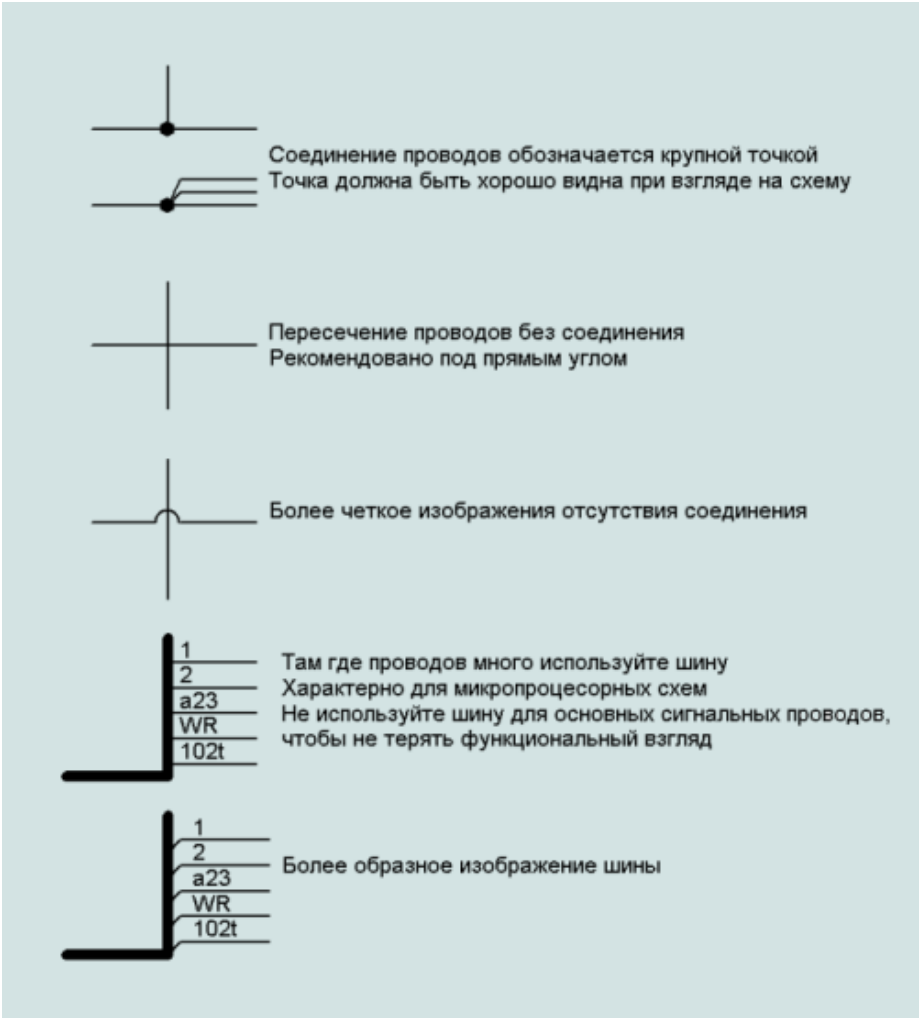 Соединение проводов обозначается крупной точкой
Точка должна быть хорошо видна при взгляде на схему
Пересечение проводов без соединения
Рекомендовано под прямым углом
Более четкое изображения отсутствия соединения
1
2
a23
WR
102t
Там где проводов много используйте шину
Характерно для микропроцесорных схем
Не используйте шину для основных сигнальных проводов,
чтобы не терять функциональный взгляд
1
2
a23
WR
102t
Более образное изображение шины